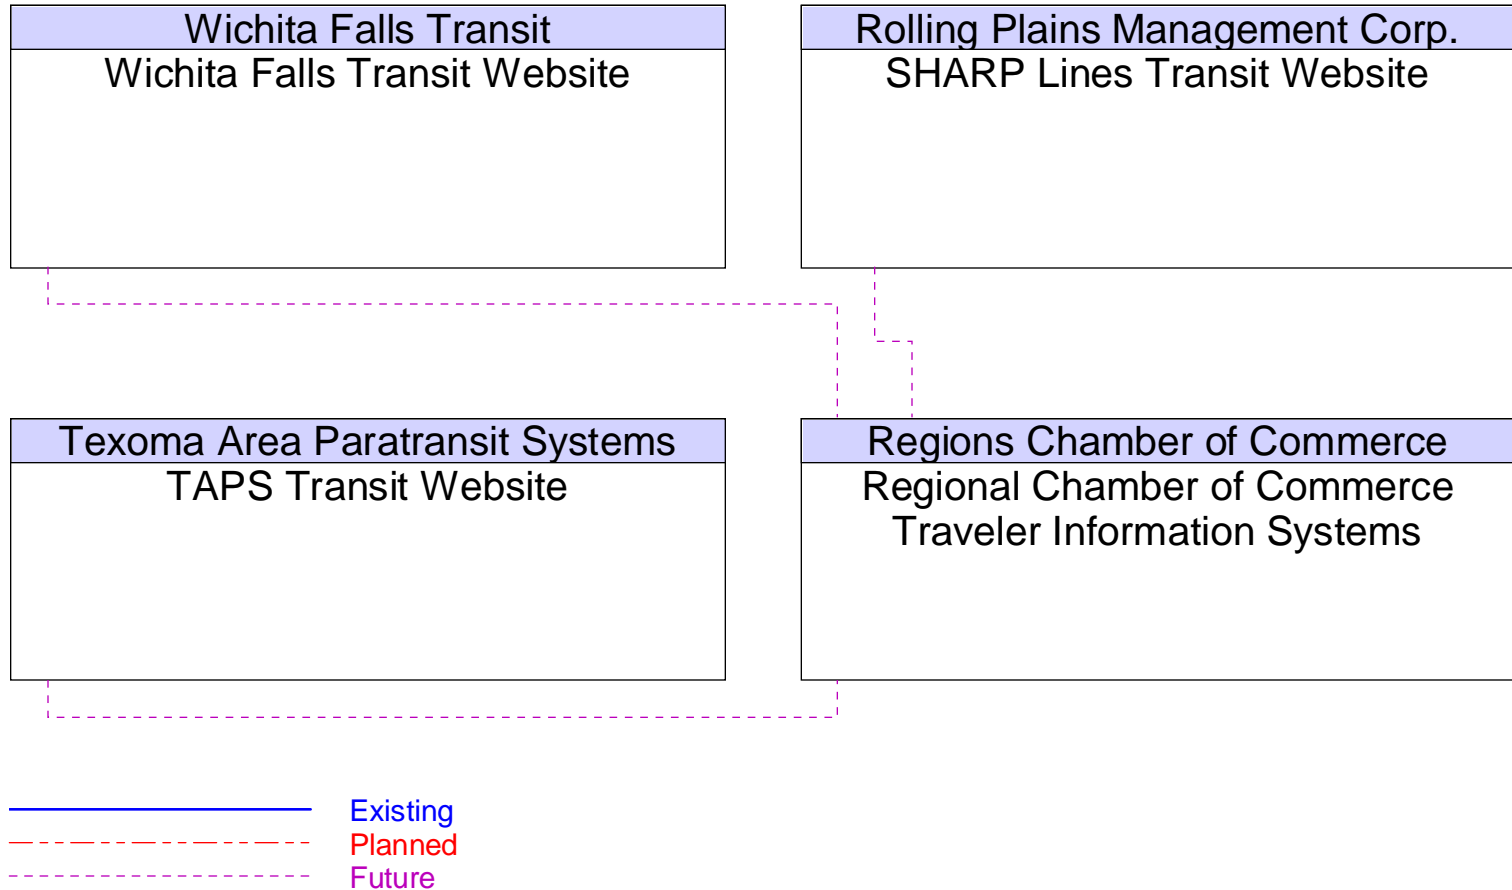 Wichita Falls Transit
Wichita Falls Transit Website
Rolling Plains Management Corp.
SHARP Lines Transit Website
Texoma Area Paratransit Systems
TAPS Transit Website
Regions Chamber of Commerce
Regional Chamber of Commerce
Traveler Information Systems
Existing
Planned
Future